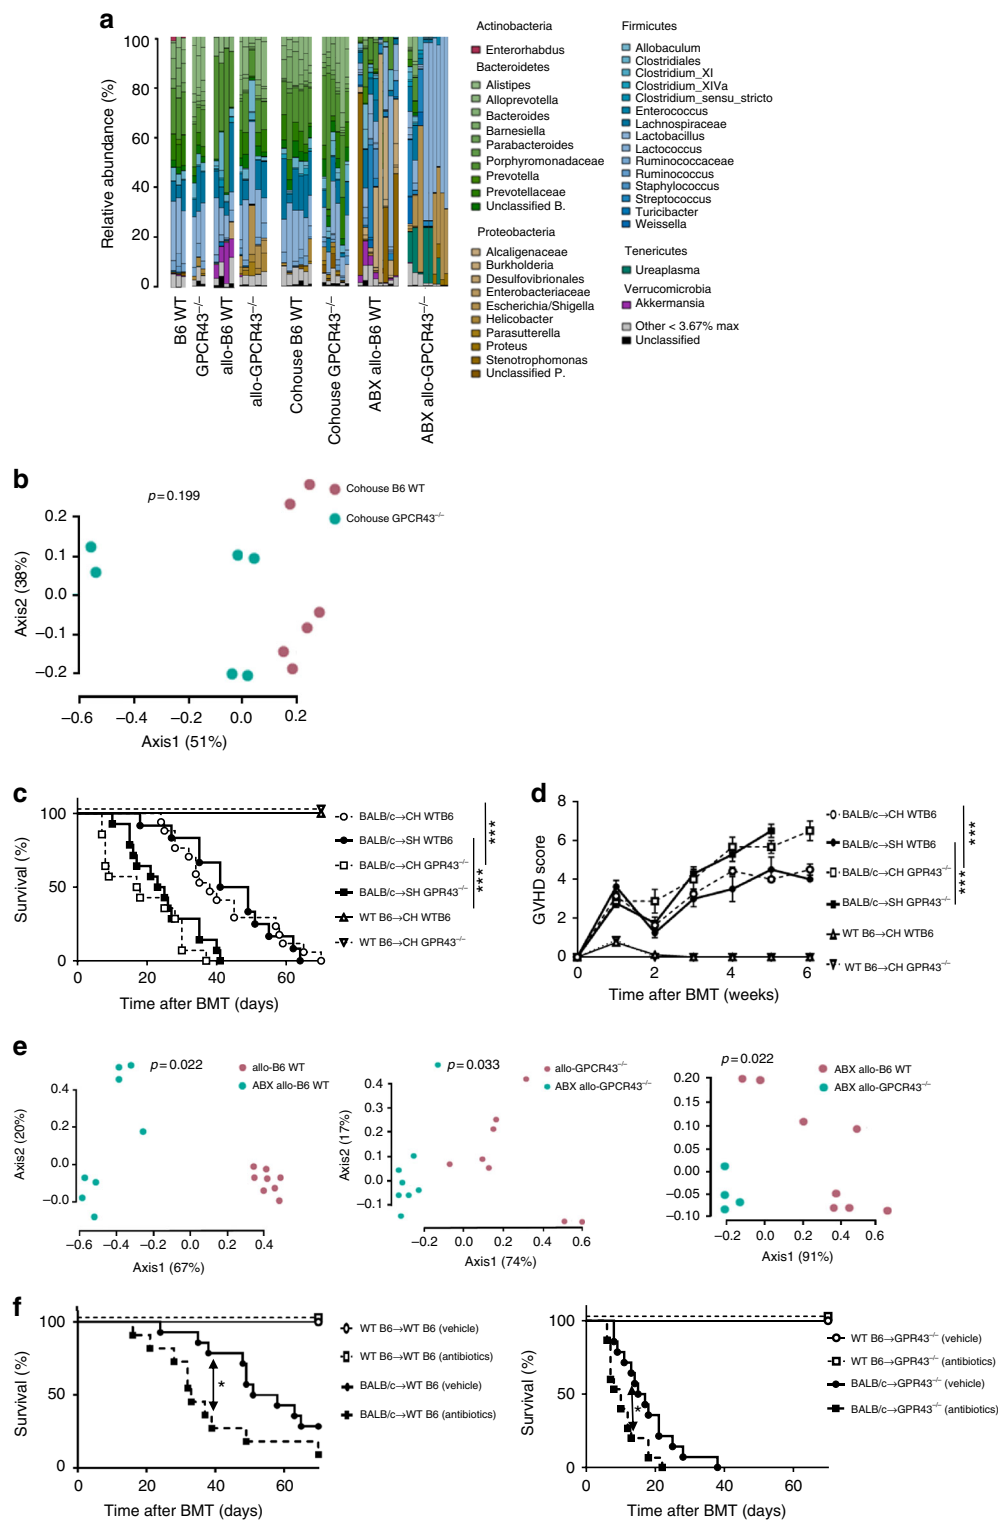 a
Relative abundance (%)
100
80
60
40
20
0
B6 WT
GPCR43−/−
allo-B6 WT
allo-GPCR43−/−
Cohouse B6 WT
Cohouse GPCR43−/−
ABX allo-B6 WT
ABX allo-GPCR43−/−
Actinobacteria
Enterorhabdus
Bacteroidetes
Alistipes
Alloprevotella
Bacteroides
Barnesiella
Parabacteroides
Porphyromonadaceae
Prevotella
Prevotellaceae
Unclassified B.
Proteobacteria
Alcaligenaceae
Burkholderia
Desulfovibrionales
Enterobacteriaceae
Escherichia/Shigella
Helicobacter
Parasutterella
Proteus
Stenotrophomonas
Unclassified P.
Firmicutes
Allobaculum
Clostridiales
Clostridium_XI
Clostridium_XIVa
Clostridium_sensu_stricto
Enterococcus
Lachnospiraceae
Lactobacillus
Lactococcus
Ruminococcaceae
Ruminococcus
Staphylococcus
Streptococcus
Turicibacter
Weissella
Tenericutes
Ureaplasma
Verrucomicrobia
Akkermansia
Other < 3.67% max
Unclassified
b
p=0.199
Cohouse B6 WT
Cohouse GPCR43−/−
Axis2 (38%)
0.2
0.1
0.0
−0.1
−0.2
−0.6 −0.4 −0.2 0.0 0.2
Axis1 (51%)
c
Survival (%)
100
50
0
0 20 40 60
Time after BMT (days)
BALB/c→CH WTB6
BALB/c→SH WTB6
BALB/c→CH GPR43−/−
BALB/c→SH GPR43−/−
WT B6→CH WTB6
WT B6→CH GPR43−/−
***
***
d
GVHD score
8
6
4
2
0
0 2 4 6
Time after BMT (weeks)
BALB/c→CH WTB6
BALB/c→SH WTB6
BALB/c→CH GPR43−/−
BALB/c→SH GPR43−/−
WT B6→CH WTB6
WT B6→CH GPR43−/−
***
***
e
p=0.022
allo-B6 WT
ABX allo-B6 WT
Axis2 (20%)
0.4
0.2
0.0
−0.0
−0.6 −0.4 −0.2 0.2 0.4
Axis1 (67%)
p=0.033
allo-GPCR43−/−
ABX allo-GPCR43−/−
Axis2 (17%)
0.4
0.3
0.2
0.1
0.0
−0.1
−0.2 0.0 0.2 0.4 0.6
Axis1 (74%)
p=0.022
ABX allo-B6 WT
ABX allo-GPCR43−/−
0.20
0.15
0.10
0.00
−0.05
−0.10
−0.2 0.0 0.4 0.6
Axis1 (91%)
f
Survival (%)
100
50
0
*
0 20 40 60
Time after BMT (days)
WT B6→WT B6 (vehicle)
WT B6→WT B6 (antibiotics)
BALB/c→WT B6 (vehicle)
BALB/c→WT B6 (antibiotics)
Survival (%)
100
50
0
*
0 20 40 60
Time after BMT (days)
WT B6→GPR43−/− (vehicle)
WT B6→GPR43−/− (antibiotics)
BALB/c→GPR43−/− (vehicle)
BALB/c→GPR43−/− (antibiotics)